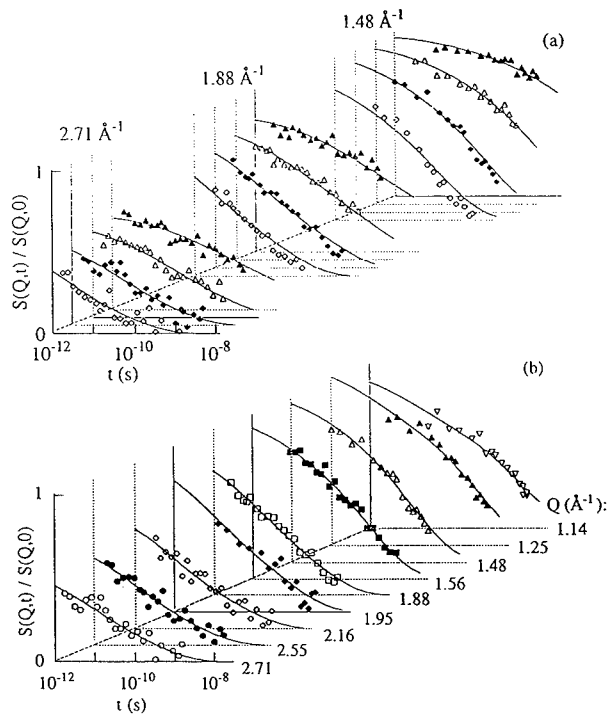 (a)
1.48 Å⁻¹
1.88 Å⁻¹
2.71 Å⁻¹
S(Q,t) / S(Q,0)
1
0
10⁻¹² 10⁻¹⁰ 10⁻⁸
t (s)
(b)
S(Q,t) / S(Q,0)
1
0
Q (Å⁻¹):
1.14
1.25
1.48
1.56
1.88
1.95
2.16
2.55
2.71
10⁻¹² 10⁻¹⁰ 10⁻⁸
t (s)